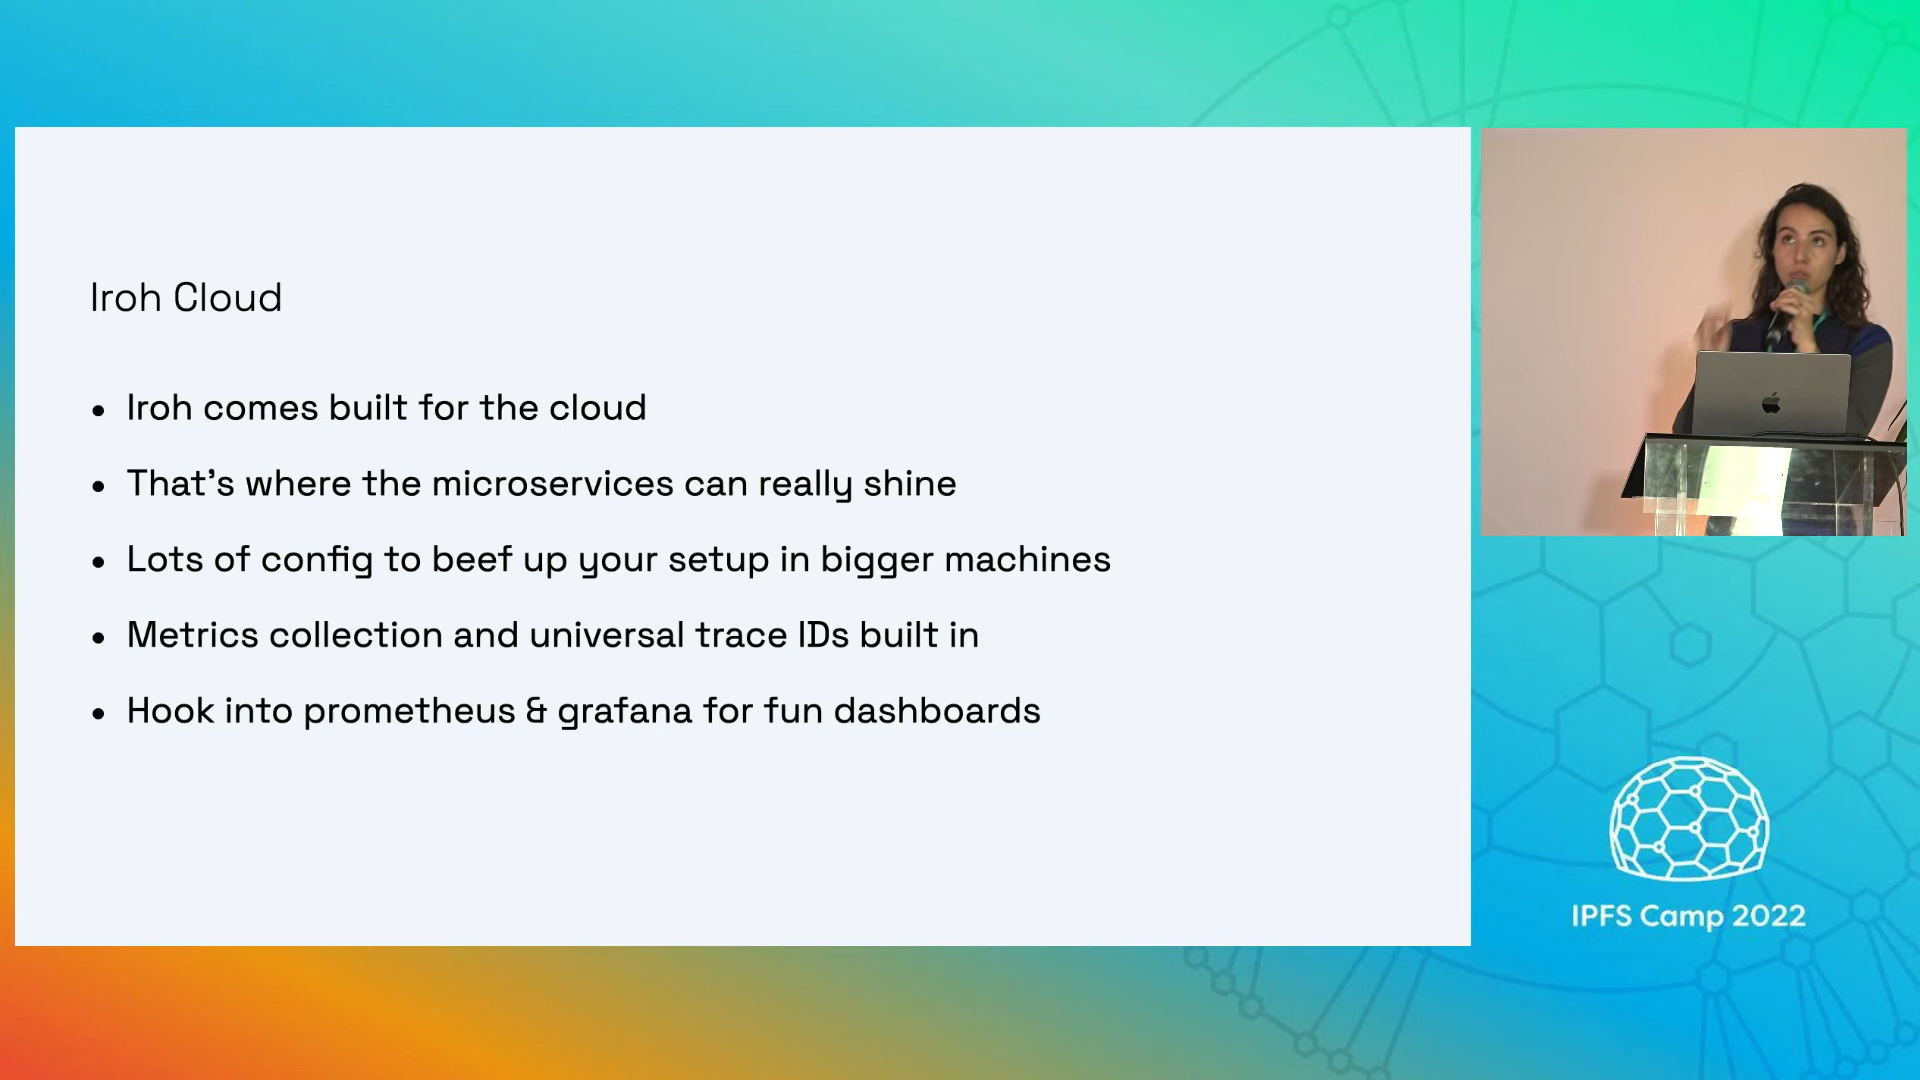 Iroh Cloud
• Iroh comes built for the cloud
• That’s where the microservices can really shine
• Lots of config to beef up your setup in bigger machines
• Metrics collection and universal trace IDs built in
• Hook into prometheus & grafana for fun dashboards
IPFS Camp 2022